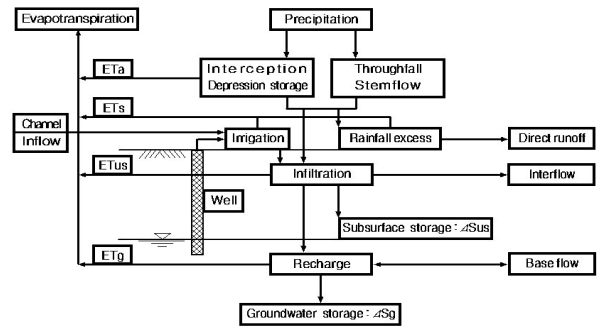 Evapotranspiration
Precipitation
ETa
Interception
Depression storage
Throughfall
Stemflow
ETs
Channel
Inflow
Irrigation
Rainfall excess
Direct runoff
ETus
Infiltration
Interflow
Well
Subsurface storage : ⊿Sus
ETg
Recharge
Base flow
Groundwater storage : ⊿Sg